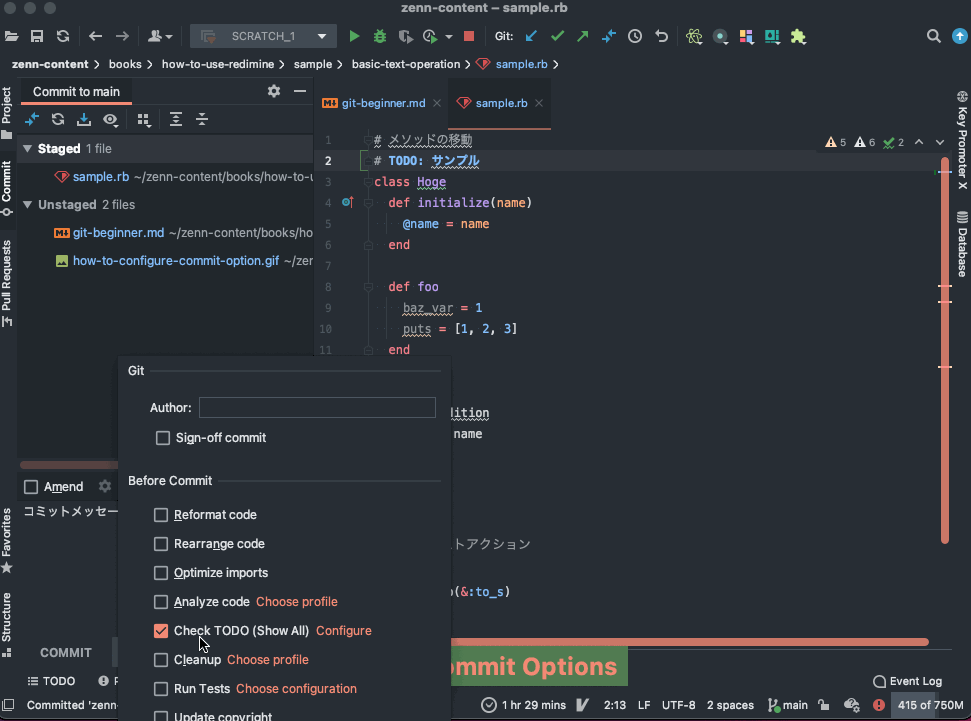 zenn-content – sample.rb
SCRATCH_1
Git:
zenn-content
books
how-to-use-redimine
sample
basic-text-operation
sample.rb
Project
Commit
Pull Requests
Favorites
Structure
Commit to main
Staged 1 file
sample.rb ~/zenn-content/books/how-to-u
Unstaged 2 files
git-beginner.md ~/zenn-content/books/ho
how-to-configure-commit-option.gif ~/zen
git-beginner.md
sample.rb
5 6 2
1 # メソッドの移動
2 # TODO: サンプル
3 class Hoge
4 def initialize(name)
5 @name = name
6 end
7
8 def foo
9 baz_var = 1
10 puts = [1, 2, 3]
11 end
dition
name
トアクション
(&:to_s)
Key Promoter X
Database
Amend
コミットメッセー
COMMIT
Git
Author:
Sign-off commit
Before Commit
Reformat code
Rearrange code
Optimize imports
Analyze code Choose profile
Check TODO (Show All) Configure
Cleanup Choose profile
Run Tests Choose configuration
Update copyright
mmit Options
TODO
P
Event Log
Committed 'zenn-
1 hr 29 mins
2:13
LF
UTF-8
2 spaces
main
415 of 750M